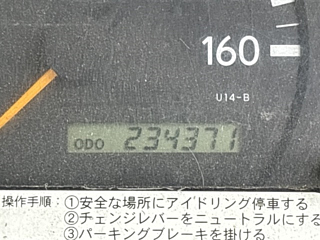 160
U14-B
ODO 234371
操作手順：①安全な場所にアイドリング停車する
②チェンジレバーをニュートラルにする
③パーキングブレーキを掛ける